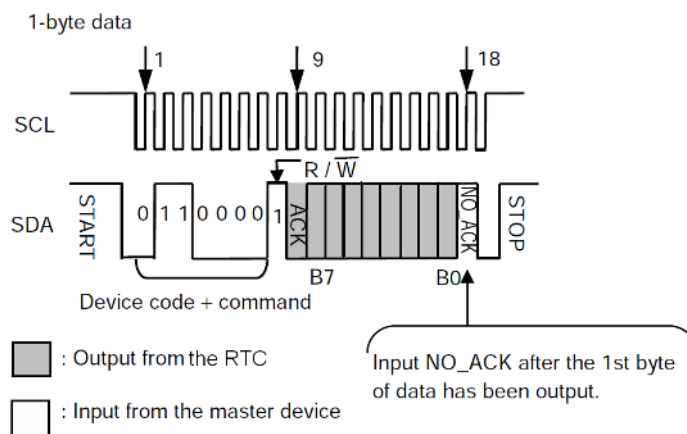 1-byte data
1 9 18
SCL
R / W
SDA START 0 1 1 0 0 0 0 1 ACK NO_ACK STOP
B7 B0
Device code + command
: Output from the RTC
: Input from the master device
Input NO_ACK after the 1st byte
of data has been output.